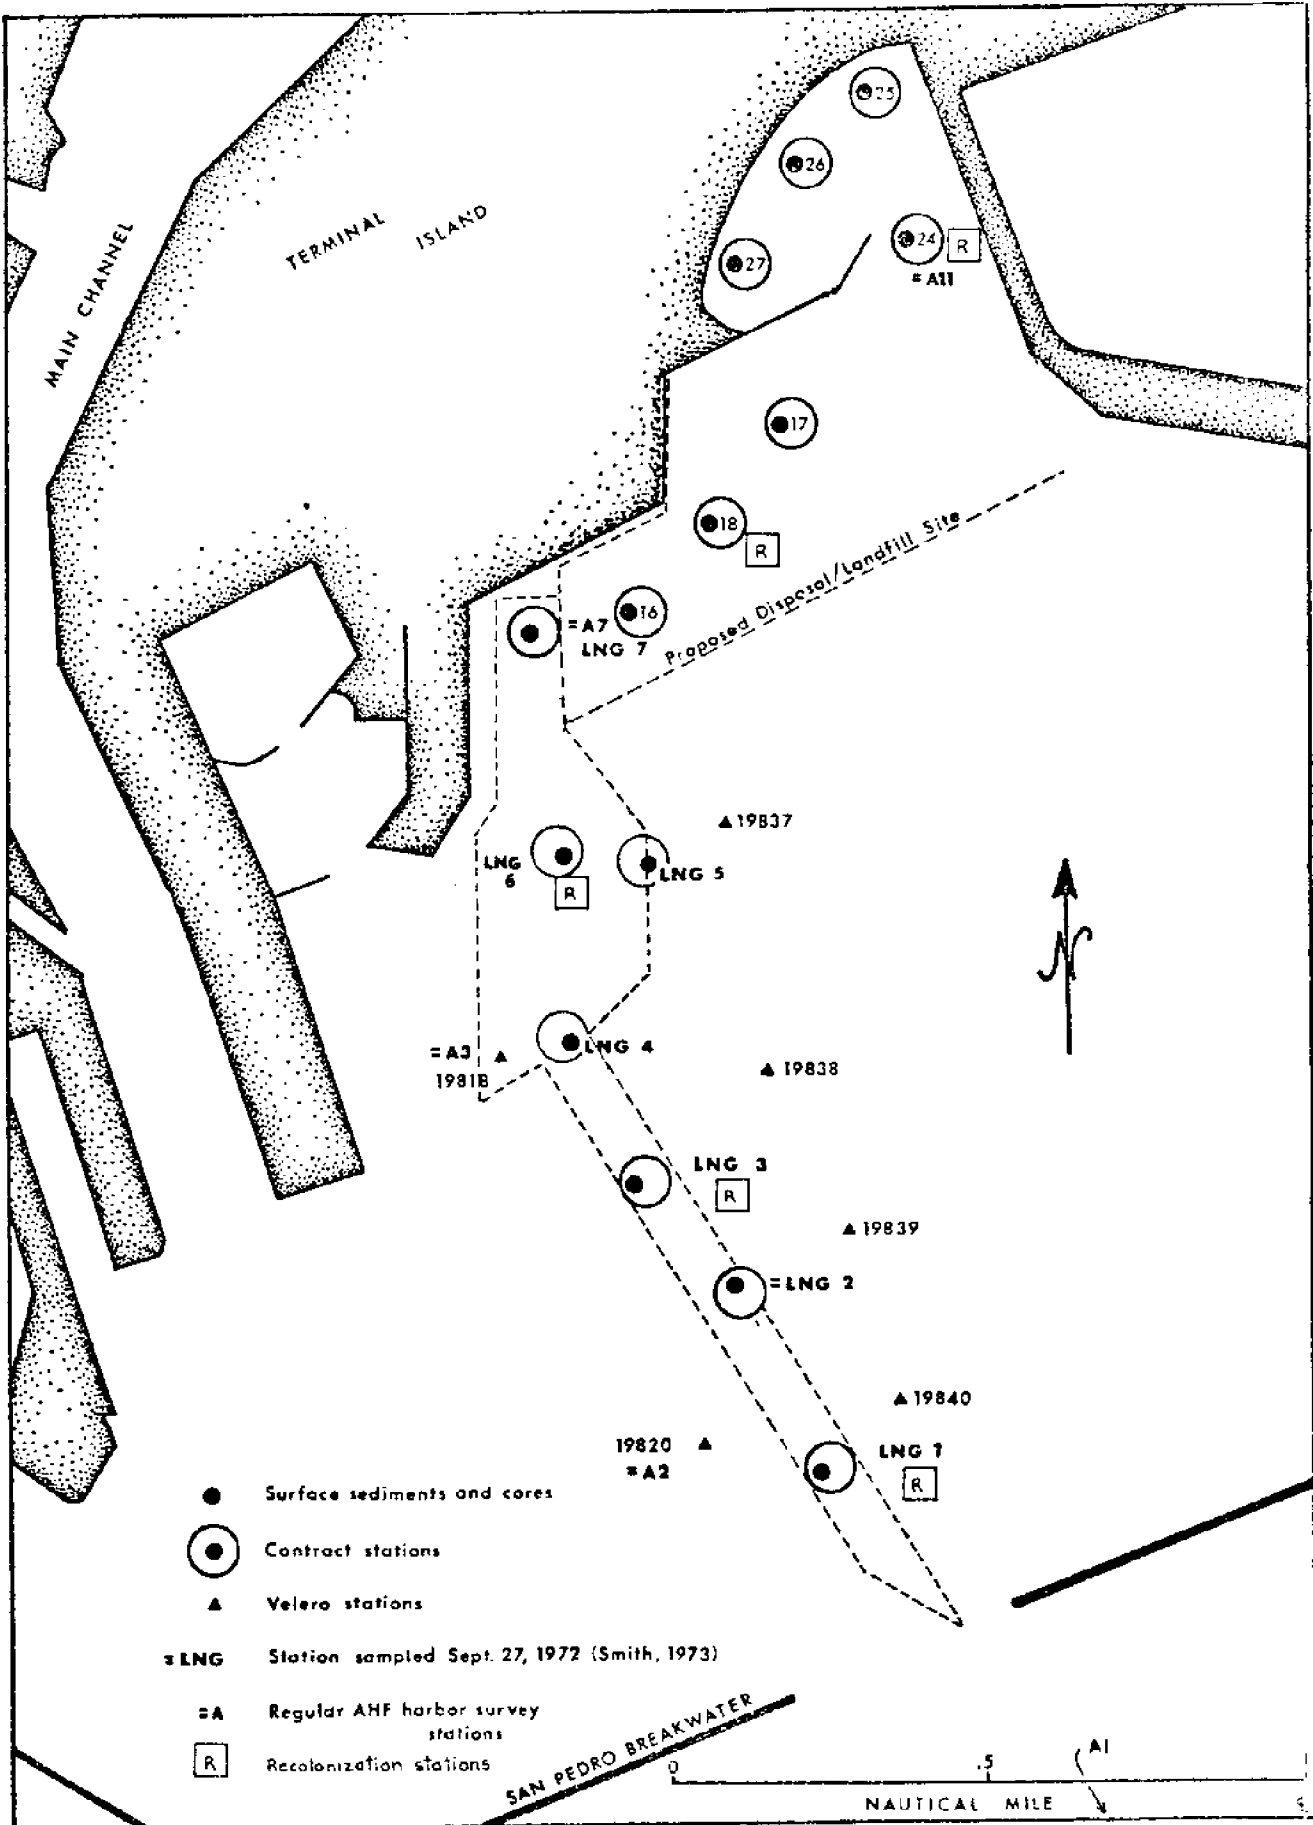 25
26
24 R
= A11
27
TERMINAL ISLAND
MAIN CHANNEL
17
18
R
Proposed Disposal/Landfill Site
16
= A7
LNG 7
19837
LNG
6
R
LNG 5
N
= A3
19818
LNG 4
19838
LNG 3
R
19839
= LNG 2
19840
19820
= A2
LNG 1
R
Surface sediments and cores
Contract stations
Velero stations
= LNG Station sampled Sept. 27, 1972 (Smith, 1973)
= A Regular AHF harbor survey
stations
R Recolonization stations
SAN PEDRO BREAKWATER
A1
0 .5
NAUTICAL MILE